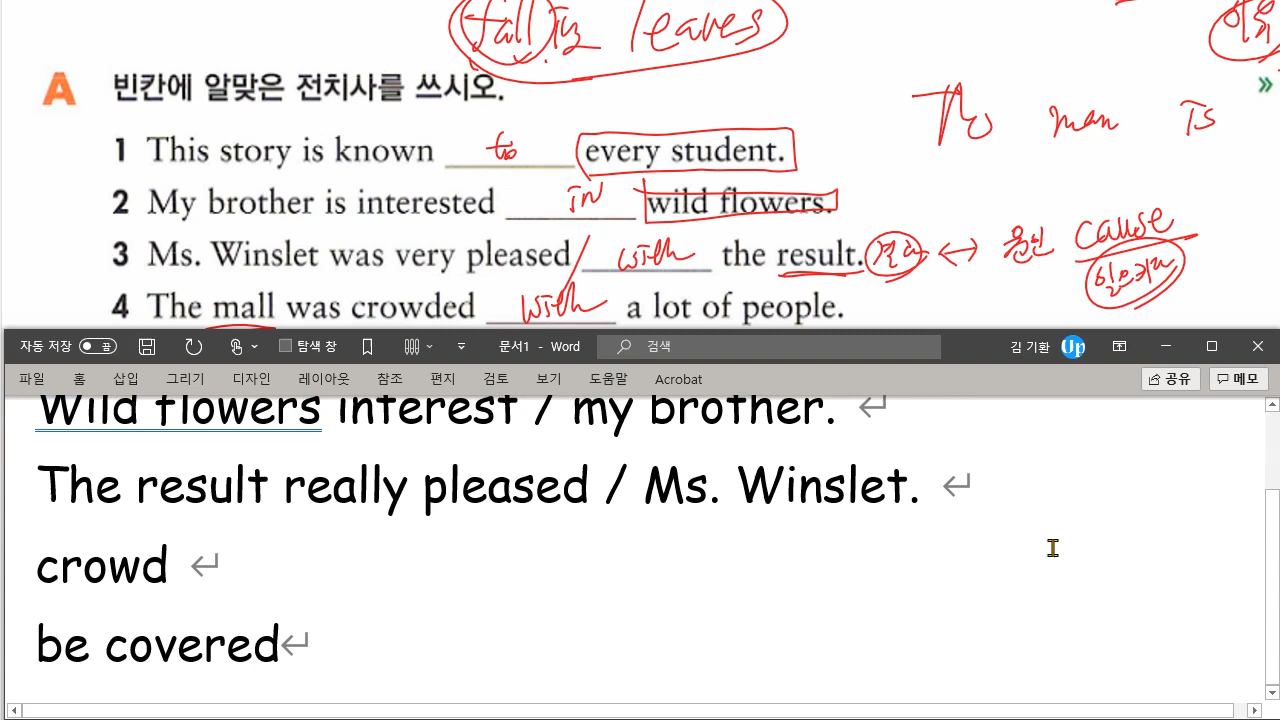 falling leaves
A 빈칸에 알맞은 전치사를 쓰시오.
The man is
1 This story is known to every student.
2 My brother is interested in wild flowers.
3 Ms. Winslet was very pleased with the result. 결과 ↔ 원인 cause
4 The mall was crowded with a lot of people.
자동 저장 끔 탐색 창 문서1 - Word 검색 김 기환 Up
파일 홈 삽입 그리기 디자인 레이아웃 참조 편지 검토 보기 도움말 Acrobat 공유 메모
Wild flowers interest / my brother.
The result really pleased / Ms. Winslet.
crowd
be covered